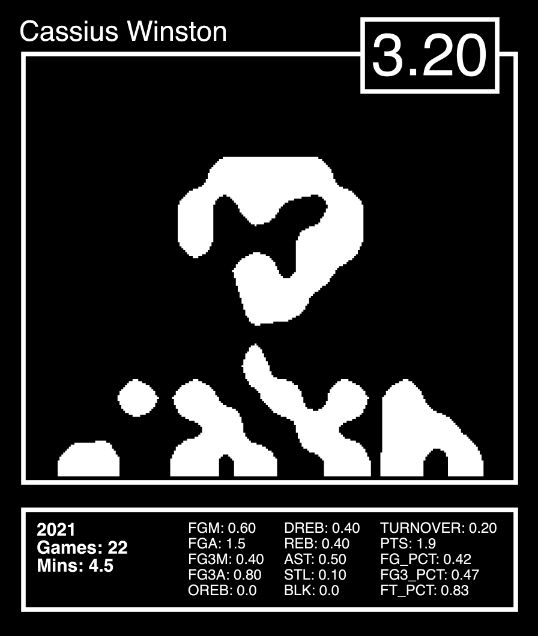 Cassius Winston
3.20
2021
Games: 22
Mins: 4.5
FGM: 0.60
FGA: 1.5
FG3M: 0.40
FG3A: 0.80
OREB: 0.0
DREB: 0.40
REB: 0.40
AST: 0.50
STL: 0.10
BLK: 0.0
TURNOVER: 0.20
PTS: 1.9
FG_PCT: 0.42
FG3_PCT: 0.47
FT_PCT: 0.83